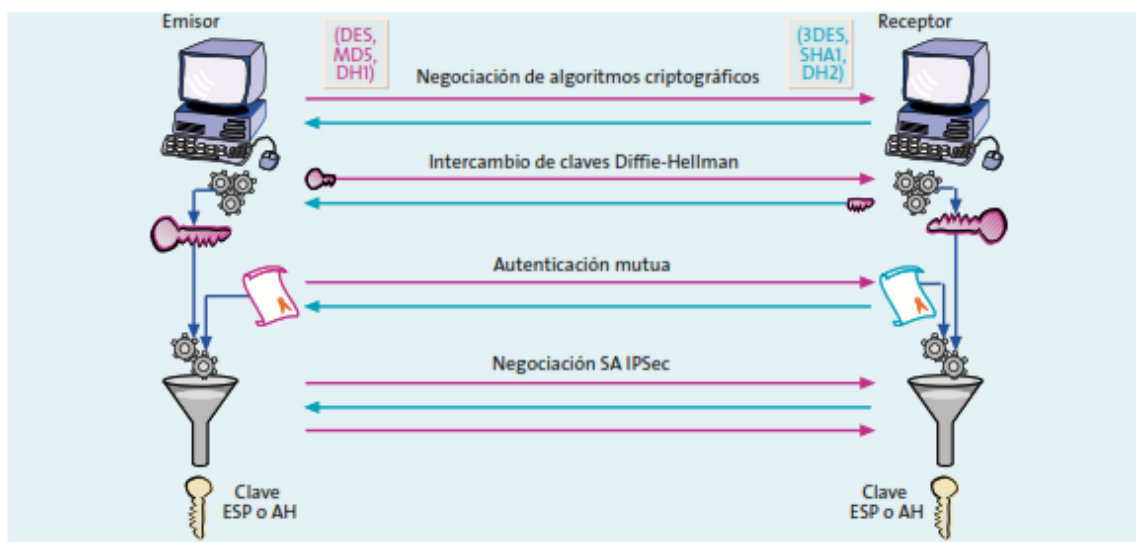 Emisor
Receptor
(DES,
MD5,
DH1)
(3DES,
SHA1,
DH2)
Negociación de algoritmos criptográficos
Intercambio de claves Diffie-Hellman
Autenticación mutua
Negociación SA IPSec
Clave
ESP o AH
Clave
ESP o AH